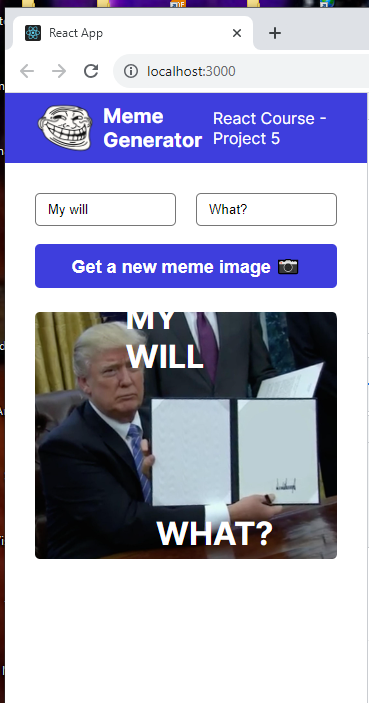 React App
localhost:3000
Meme
Generator
React Course -
Project 5
My will
What?
Get a new meme image 📷
MY
WILL
WHAT?